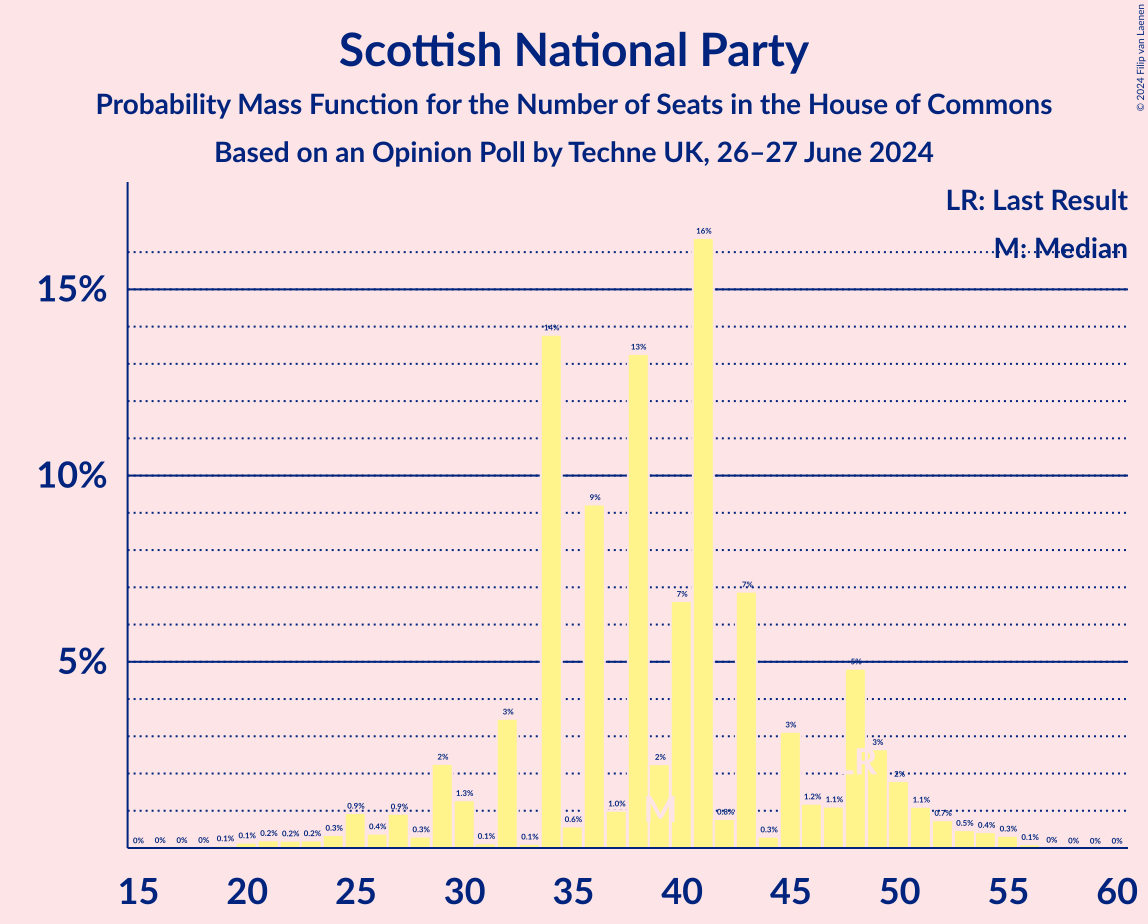 Scottish National Party
Probability Mass Function for the Number of Seats in the House of Commons
Based on an Opinion Poll by Techne UK, 26–27 June 2024
© 2024 Filip van Laenen
LR: Last Result
M: Median
15%
10%
5%
0% 0% 0% 0% 0.1% 0.1% 0.2% 0.2% 0.2% 0.3% 0.9% 0.4% 0.9% 0.3% 2% 1.3% 0.1% 3% 0.1% 14% 0.6% 9% 1.0% 13% 2% 7% 16% 0.8% 7% 0.3% 3% 1.2% 1.1% 5% 3% 2% 1.1% 0.7% 0.5% 0.4% 0.3% 0.1% 0% 0% 0% 0%
M
LR
15 20 25 30 35 40 45 50 55 60